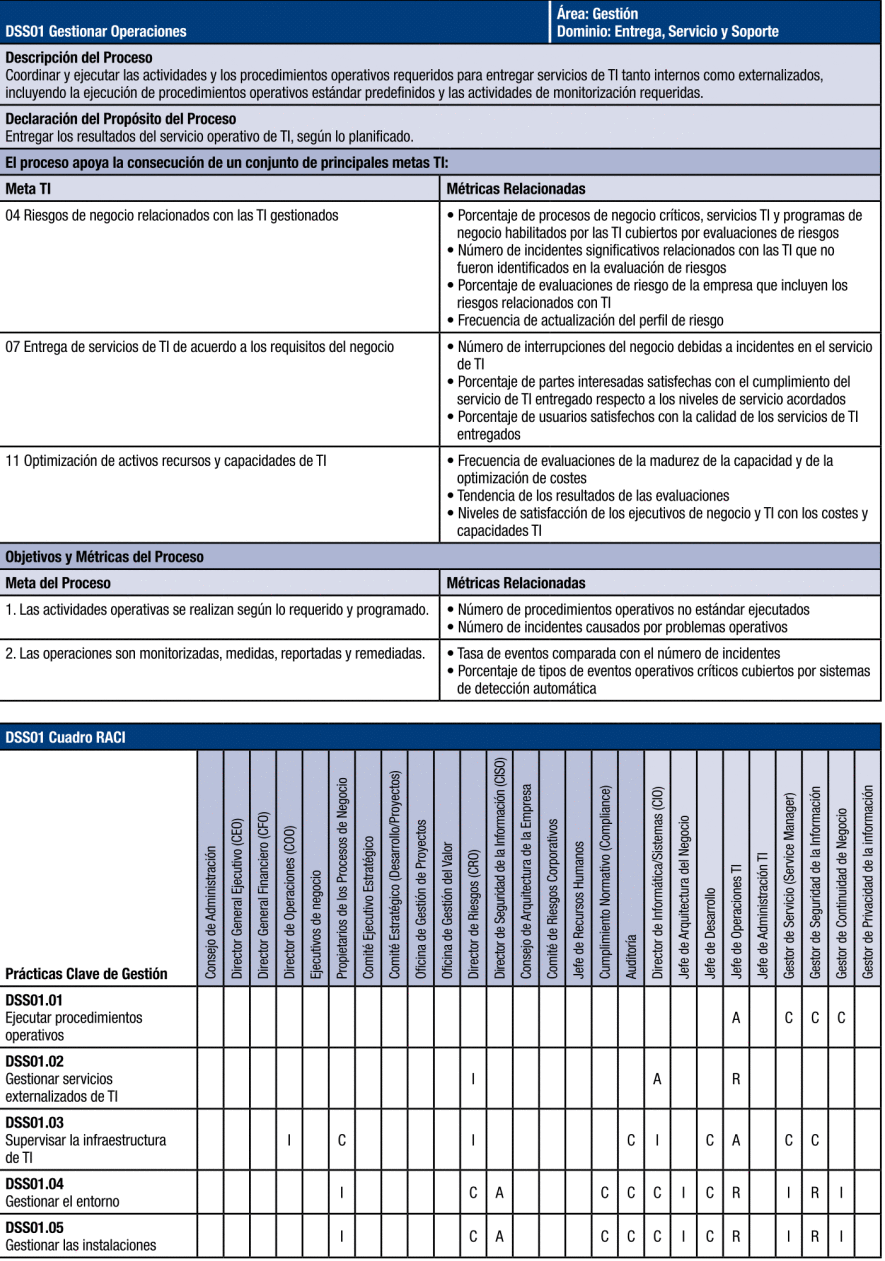 DSS01 Gestionar Operaciones
Área: Gestión
Dominio: Entrega, Servicio y Soporte
Descripción del Proceso
Coordinar y ejecutar las actividades y los procedimientos operativos requeridos para entregar servicios de TI tanto internos como externalizados,
incluyendo la ejecución de procedimientos operativos estándar predefinidos y las actividades de monitorización requeridas.
Declaración del Propósito del Proceso
Entregar los resultados del servicio operativo de TI, según lo planificado.
El proceso apoya la consecución de un conjunto de principales metas TI:
Meta TI
Métricas Relacionadas
04 Riesgos de negocio relacionados con las TI gestionados
• Porcentaje de procesos de negocio críticos, servicios TI y programas de
negocio habilitados por las TI cubiertos por evaluaciones de riesgos
• Número de incidentes significativos relacionados con las TI que no
fueron identificados en la evaluación de riesgos
• Porcentaje de evaluaciones de riesgo de la empresa que incluyen los
riesgos relacionados con TI
• Frecuencia de actualización del perfil de riesgo
07 Entrega de servicios de TI de acuerdo a los requisitos del negocio
• Número de interrupciones del negocio debidas a incidentes en el servicio
de TI
• Porcentaje de partes interesadas satisfechas con el cumplimiento del
servicio de TI entregado respecto a los niveles de servicio acordados
• Porcentaje de usuarios satisfechos con la calidad de los servicios de TI
entregados
11 Optimización de activos recursos y capacidades de TI
• Frecuencia de evaluaciones de la madurez de la capacidad y de la
optimización de costes
• Tendencia de los resultados de las evaluaciones
• Niveles de satisfacción de los ejecutivos de negocio y TI con los costes y
capacidades TI
Objetivos y Métricas del Proceso
Meta del Proceso
Métricas Relacionadas
1. Las actividades operativas se realizan según lo requerido y programado.
• Número de procedimientos operativos no estándar ejecutados
• Número de incidentes causados por problemas operativos
2. Las operaciones son monitorizadas, medidas, reportadas y remediadas.
• Tasa de eventos comparada con el número de incidentes
• Porcentaje de tipos de eventos operativos críticos cubiertos por sistemas
de detección automática
DSS01 Cuadro RACI
Prácticas Clave de Gestión
Consejo de Administración
Director General Ejecutivo (CEO)
Director General Financiero (CFO)
Director de Operaciones (COO)
Ejecutivos de negocio
Propietarios de los Procesos de Negocio
Comité Ejecutivo Estratégico
Comité Estratégico (Desarrollo/Proyectos)
Oficina de Gestión de Proyectos
Oficina de Gestión del Valor
Director de Riesgos (CRO)
Director de Seguridad de la Información (CISO)
Consejo de Arquitectura de la Empresa
Comité de Riesgos Corporativos
Jefe de Recursos Humanos
Cumplimiento Normativo (Compliance)
Auditoría
Director de Informática/Sistemas (CIO)
Jefe de Arquitectura del Negocio
Jefe de Desarrollo
Jefe de Operaciones TI
Jefe de Administración TI
Gestor de Servicio (Service Manager)
Gestor de Seguridad de la Información
Gestor de Continuidad de Negocio
Gestor de Privacidad de la información
DSS01.01
Ejecutar procedimientos
operativos
A C C C
DSS01.02
Gestionar servicios
externalizados de TI
I A R
DSS01.03
Supervisar la infraestructura
de TI
I C I C I C A C C
DSS01.04
Gestionar el entorno
I C A C C C I C R I R I
DSS01.05
Gestionar las instalaciones
I C A C C C I C R I R I